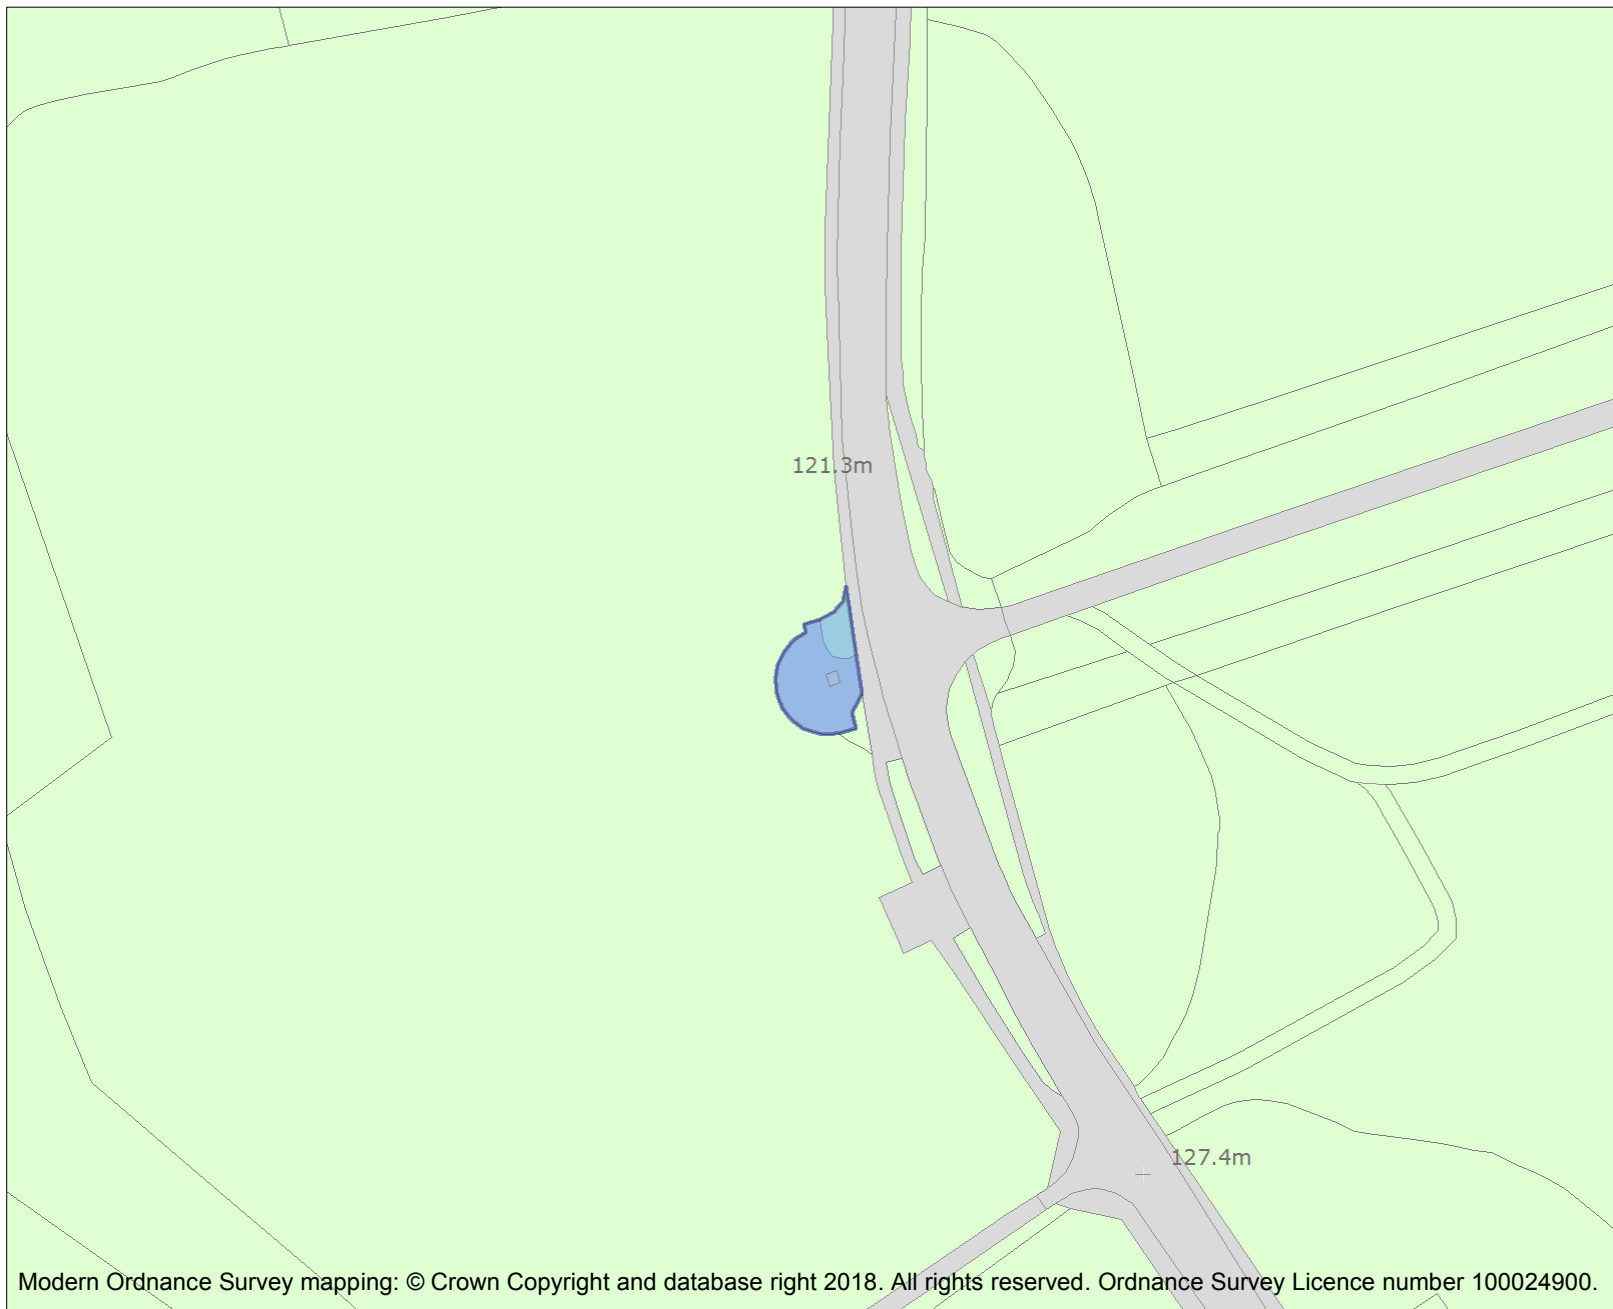 121.3m
127.4m
Modern Ordnance Survey mapping: © Crown Copyright and database right 2018. All rights reserved. Ordnance Survey Licence number 100024900.